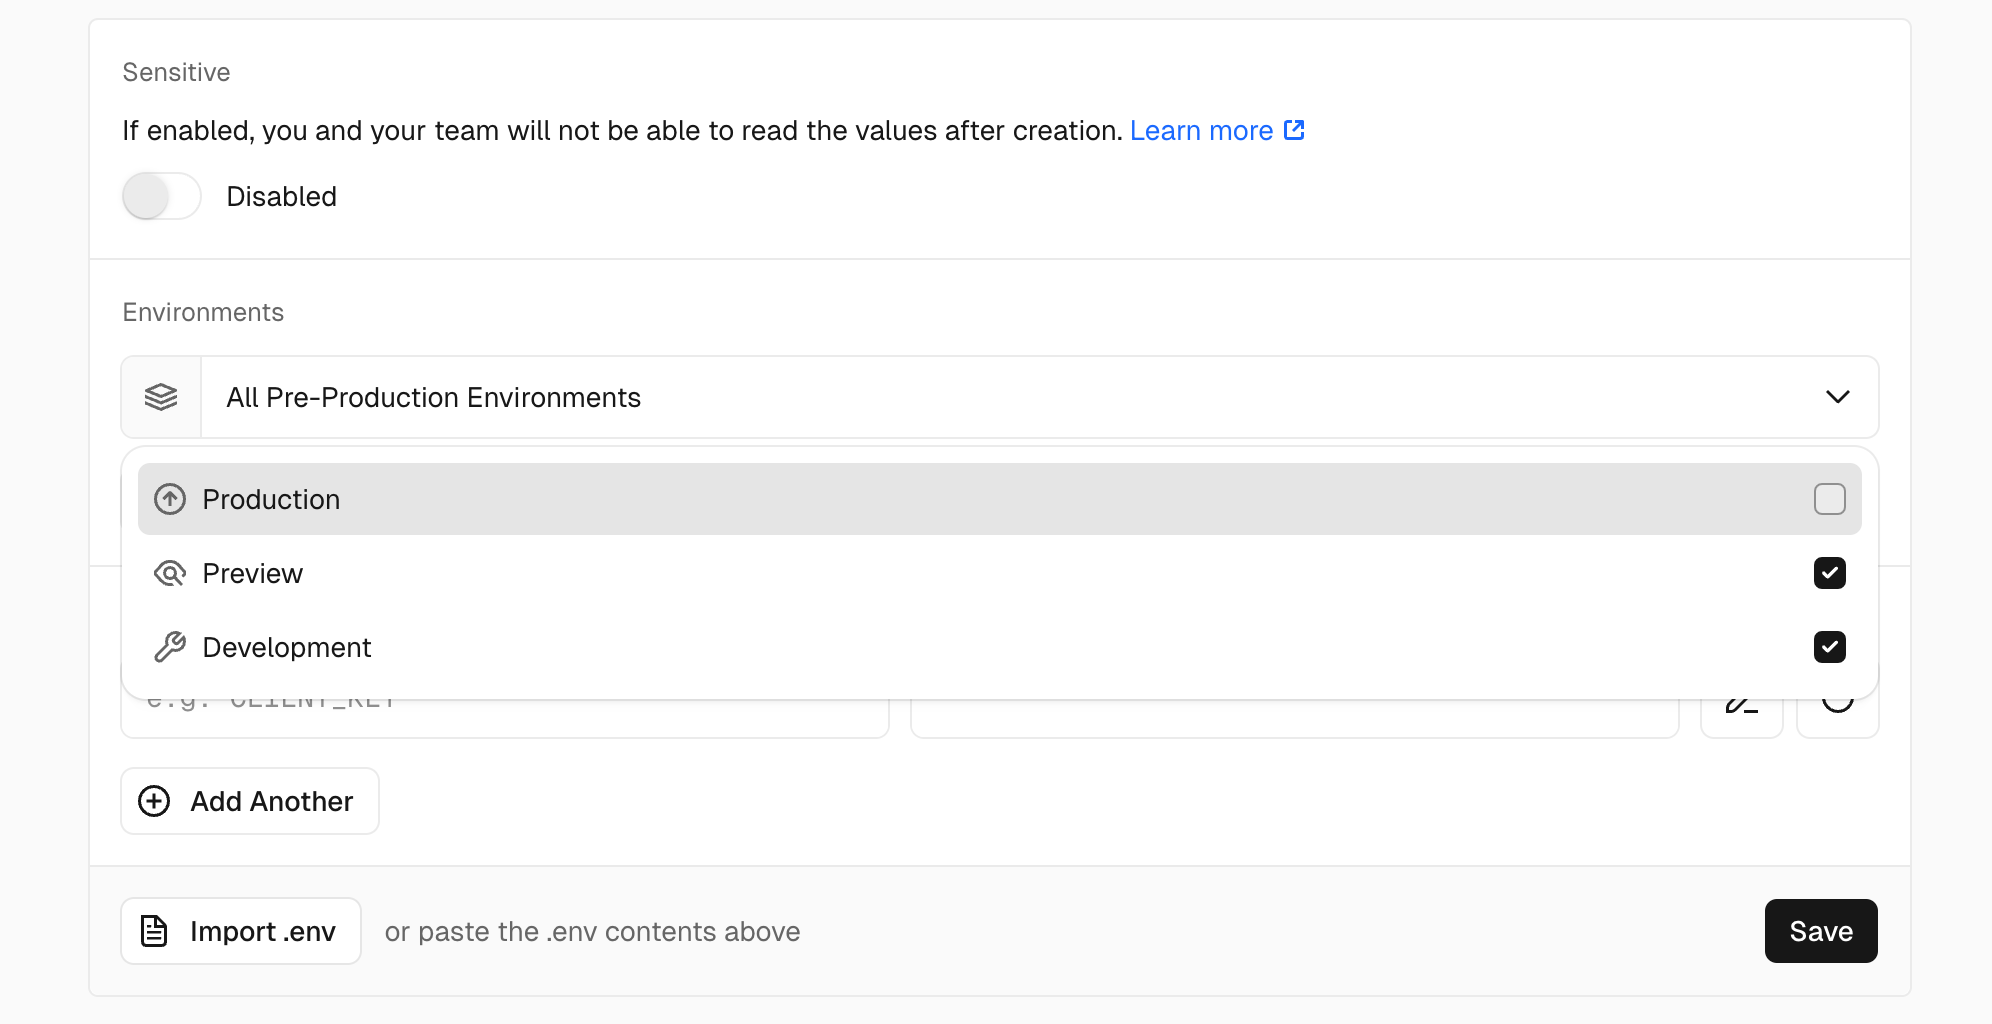 Sensitive
If enabled, you and your team will not be able to read the values after creation. Learn more
Disabled
Environments
All Pre-Production Environments
Production
Preview
Development
e.g. CLIENT_KEY
Add Another
Import .env or paste the .env contents above
Save